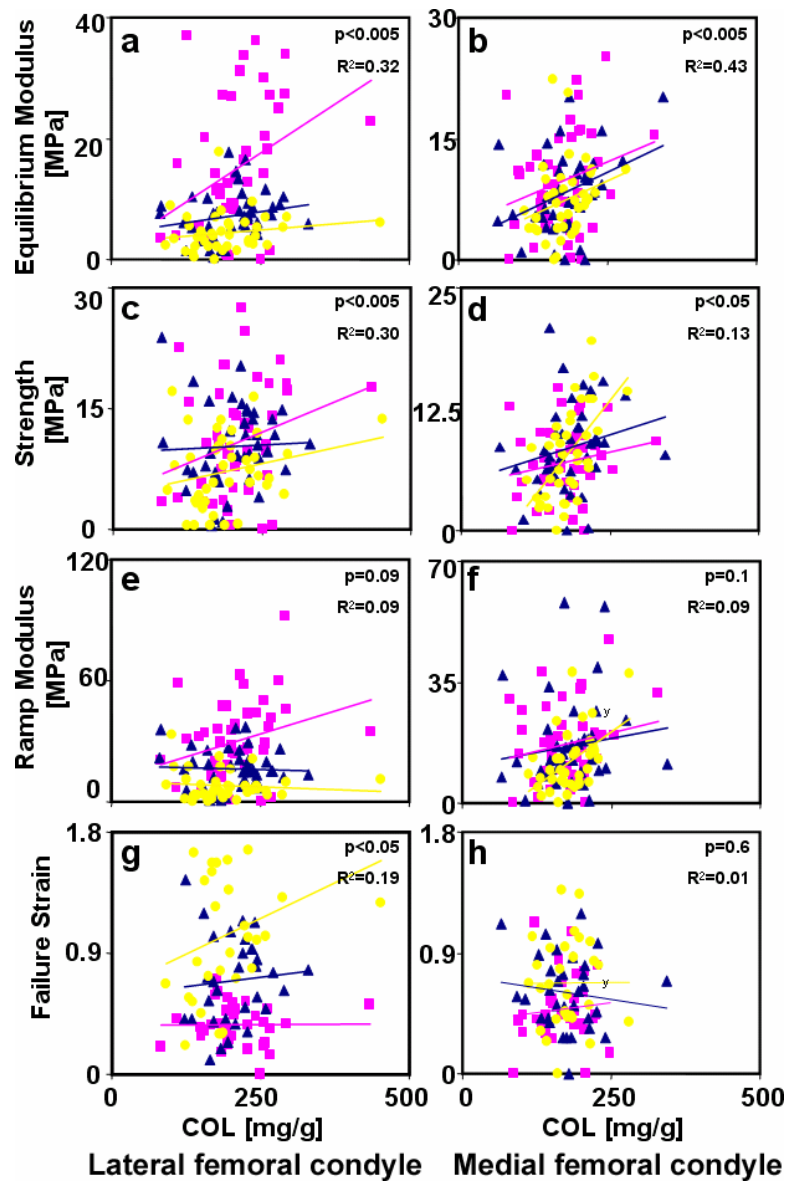 Equilibrium Modulus
[MPa]
40
20
0
a
p<0.005
R²=0.32
30
15
0
b
p<0.005
R²=0.43
Strength
[MPa]
30
15
0
c
p<0.005
R²=0.30
25
12.5
0
d
p<0.05
R²=0.13
Ramp Modulus
[MPa]
120
60
0
e
p=0.09
R²=0.09
70
35
0
f
p=0.1
R²=0.09
y
Failure Strain
1.8
0.9
0
g
p<0.05
R²=0.19
1.8
0.9
0
h
p=0.6
R²=0.01
y
0 250 500
0 250 500
COL [mg/g] COL [mg/g]
Lateral femoral condyle Medial femoral condyle